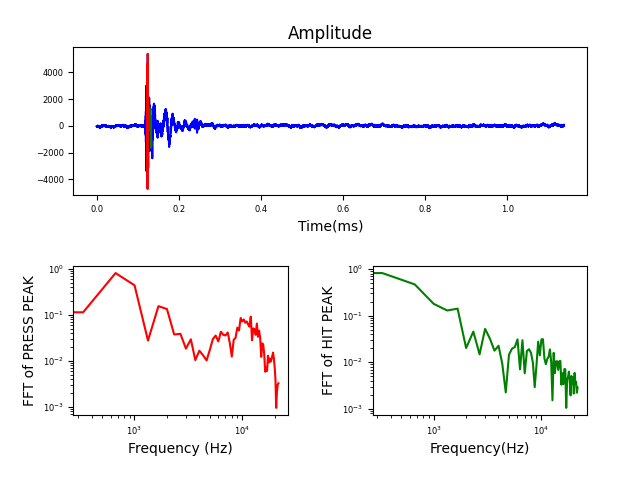 Amplitude
4000
2000
0
−2000
−4000
0.0 0.2 0.4 0.6 0.8 1.0
Time(ms)
FFT of PRESS PEAK
10⁰
10⁻¹
10⁻²
10⁻³
10³ 10⁴
Frequency (Hz)
FFT of HIT PEAK
10⁰
10⁻¹
10⁻²
10⁻³
10³ 10⁴
Frequency(Hz)